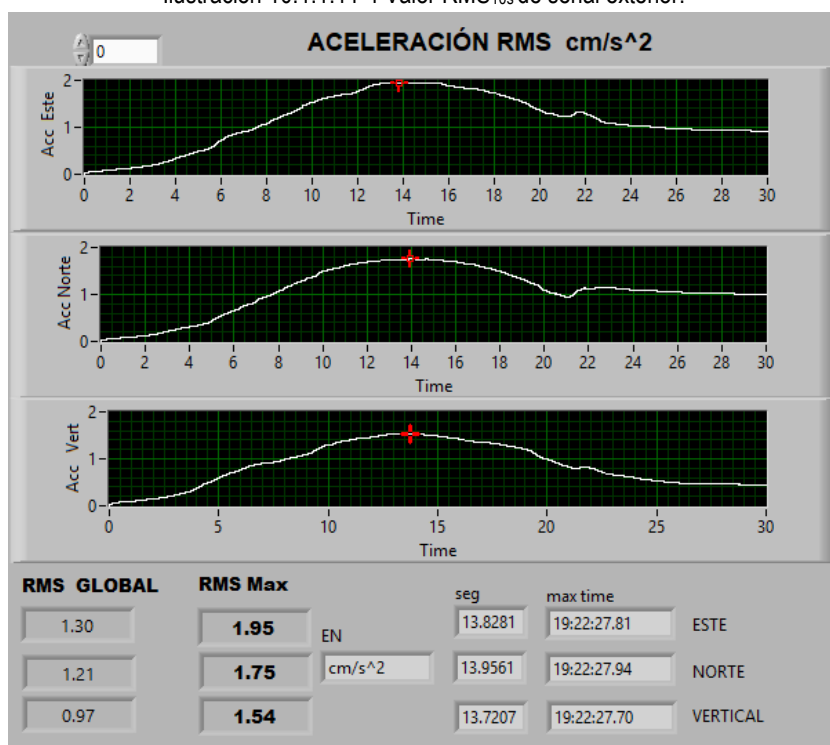 Ilustración 10.1.1.11-1 Valor RMS10s de señal exterior.
0
ACELERACIÓN RMS cm/s^2
2
1
0
Acc Este
0 2 4 6 8 10 12 14 16 18 20 22 24 26 28 30
Time
2
1
0
Acc Norte
0 2 4 6 8 10 12 14 16 18 20 22 24 26 28 30
Time
2
1
0
Acc Vert
0 5 10 15 20 25 30
Time
RMS GLOBAL RMS Max seg max time
1.30 1.95 EN 13.8281 19:22:27.81 ESTE
1.21 1.75 cm/s^2 13.9561 19:22:27.94 NORTE
0.97 1.54 13.7207 19:22:27.70 VERTICAL